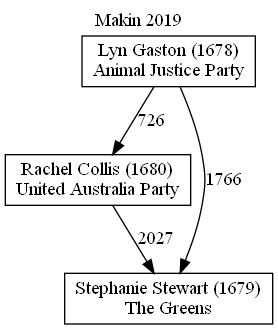 Makin 2019
Lyn Gaston (1678)
Animal Justice Party
726
Rachel Collis (1680)
United Australia Party
1766
2027
Stephanie Stewart (1679)
The Greens